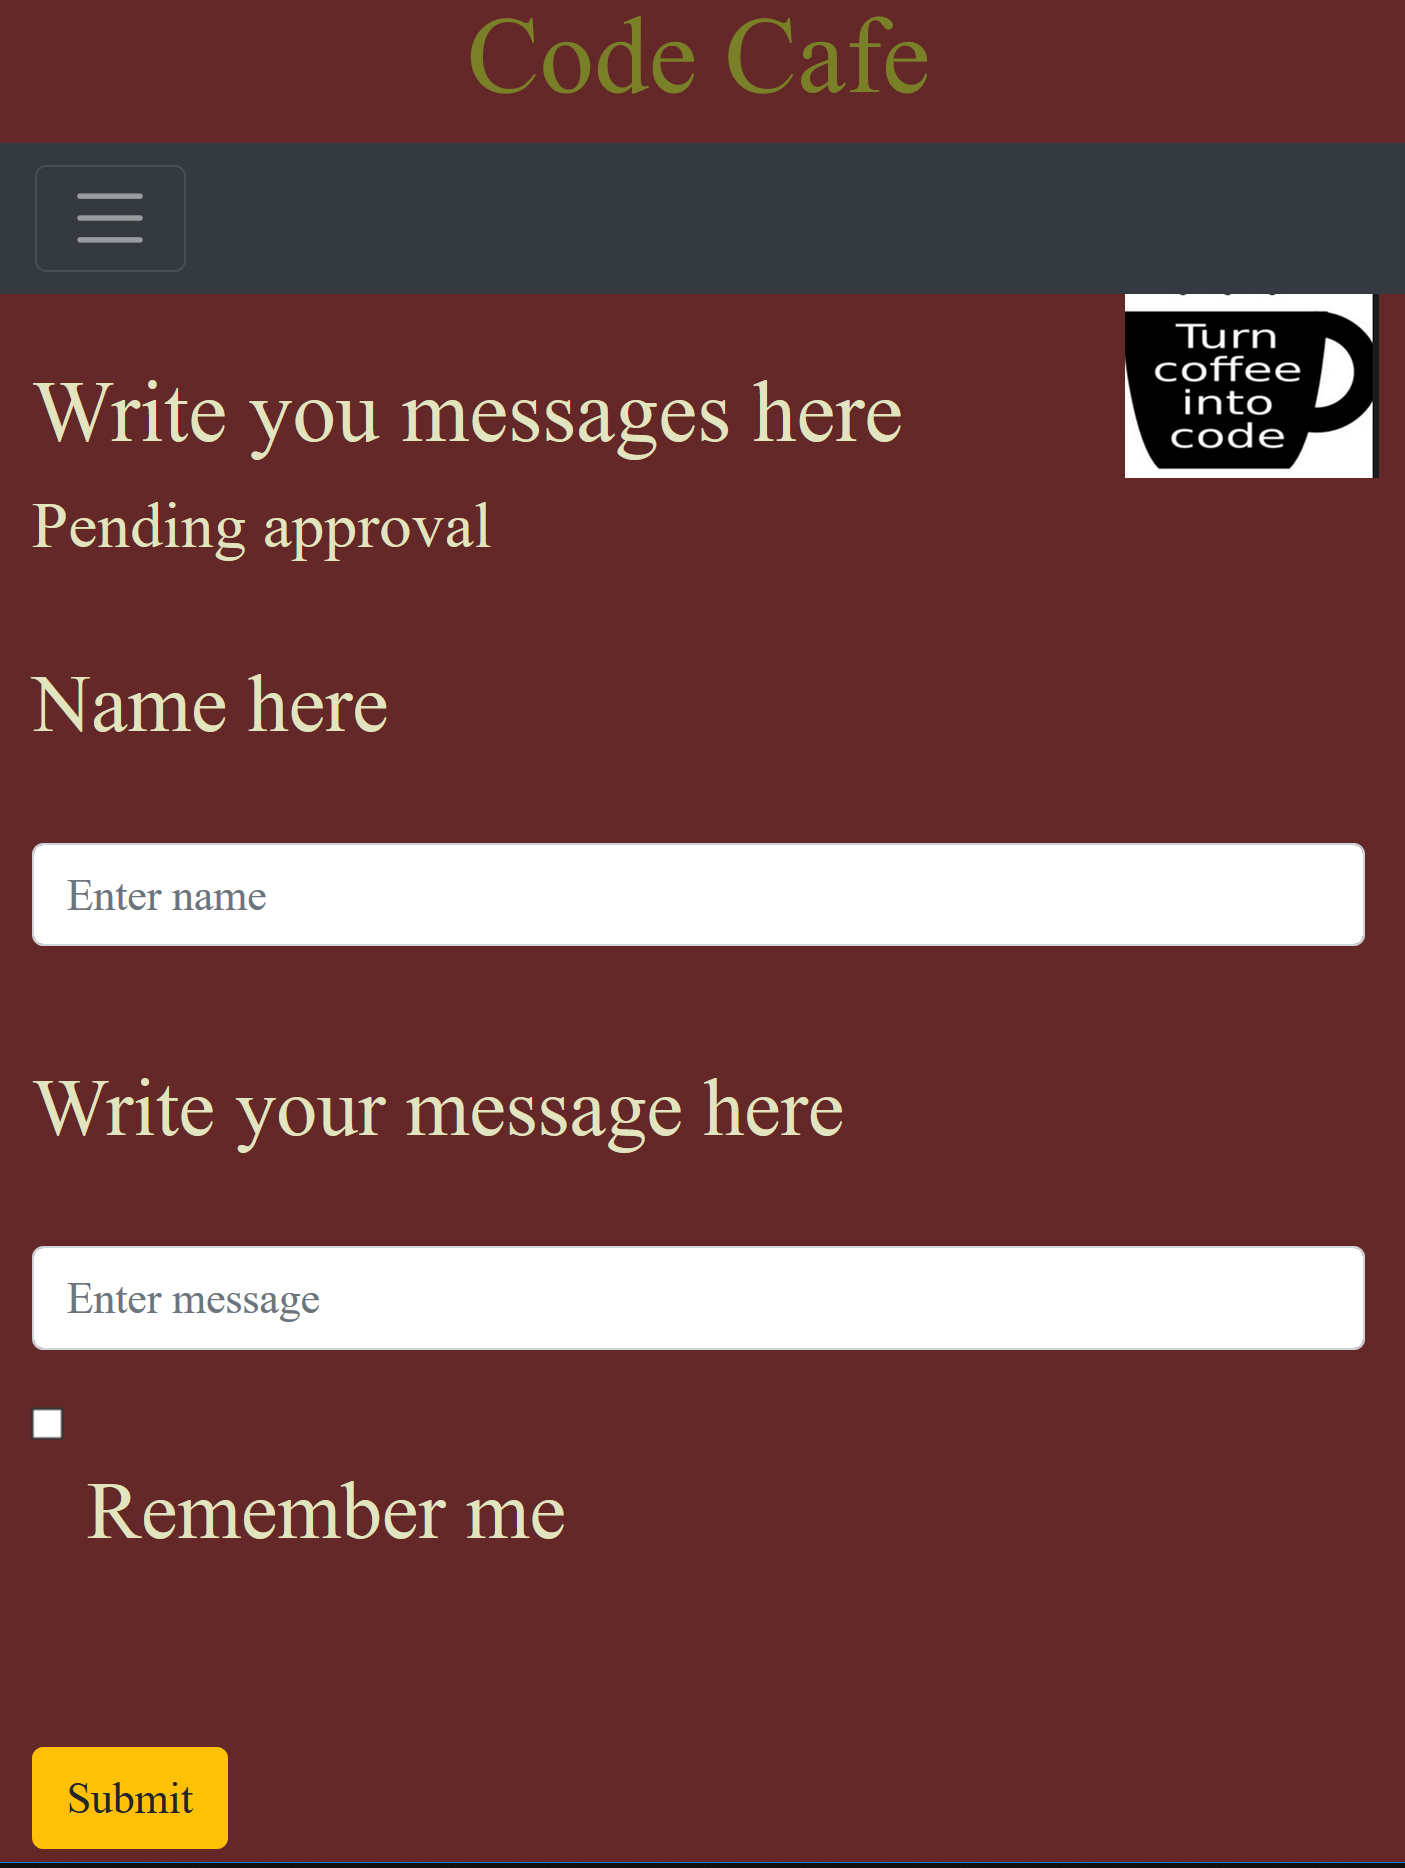 Code Cafe
Turn
coffee
into
code
Write you messages here
Pending approval
Name here
Enter name
Write your message here
Enter message
Remember me
Submit